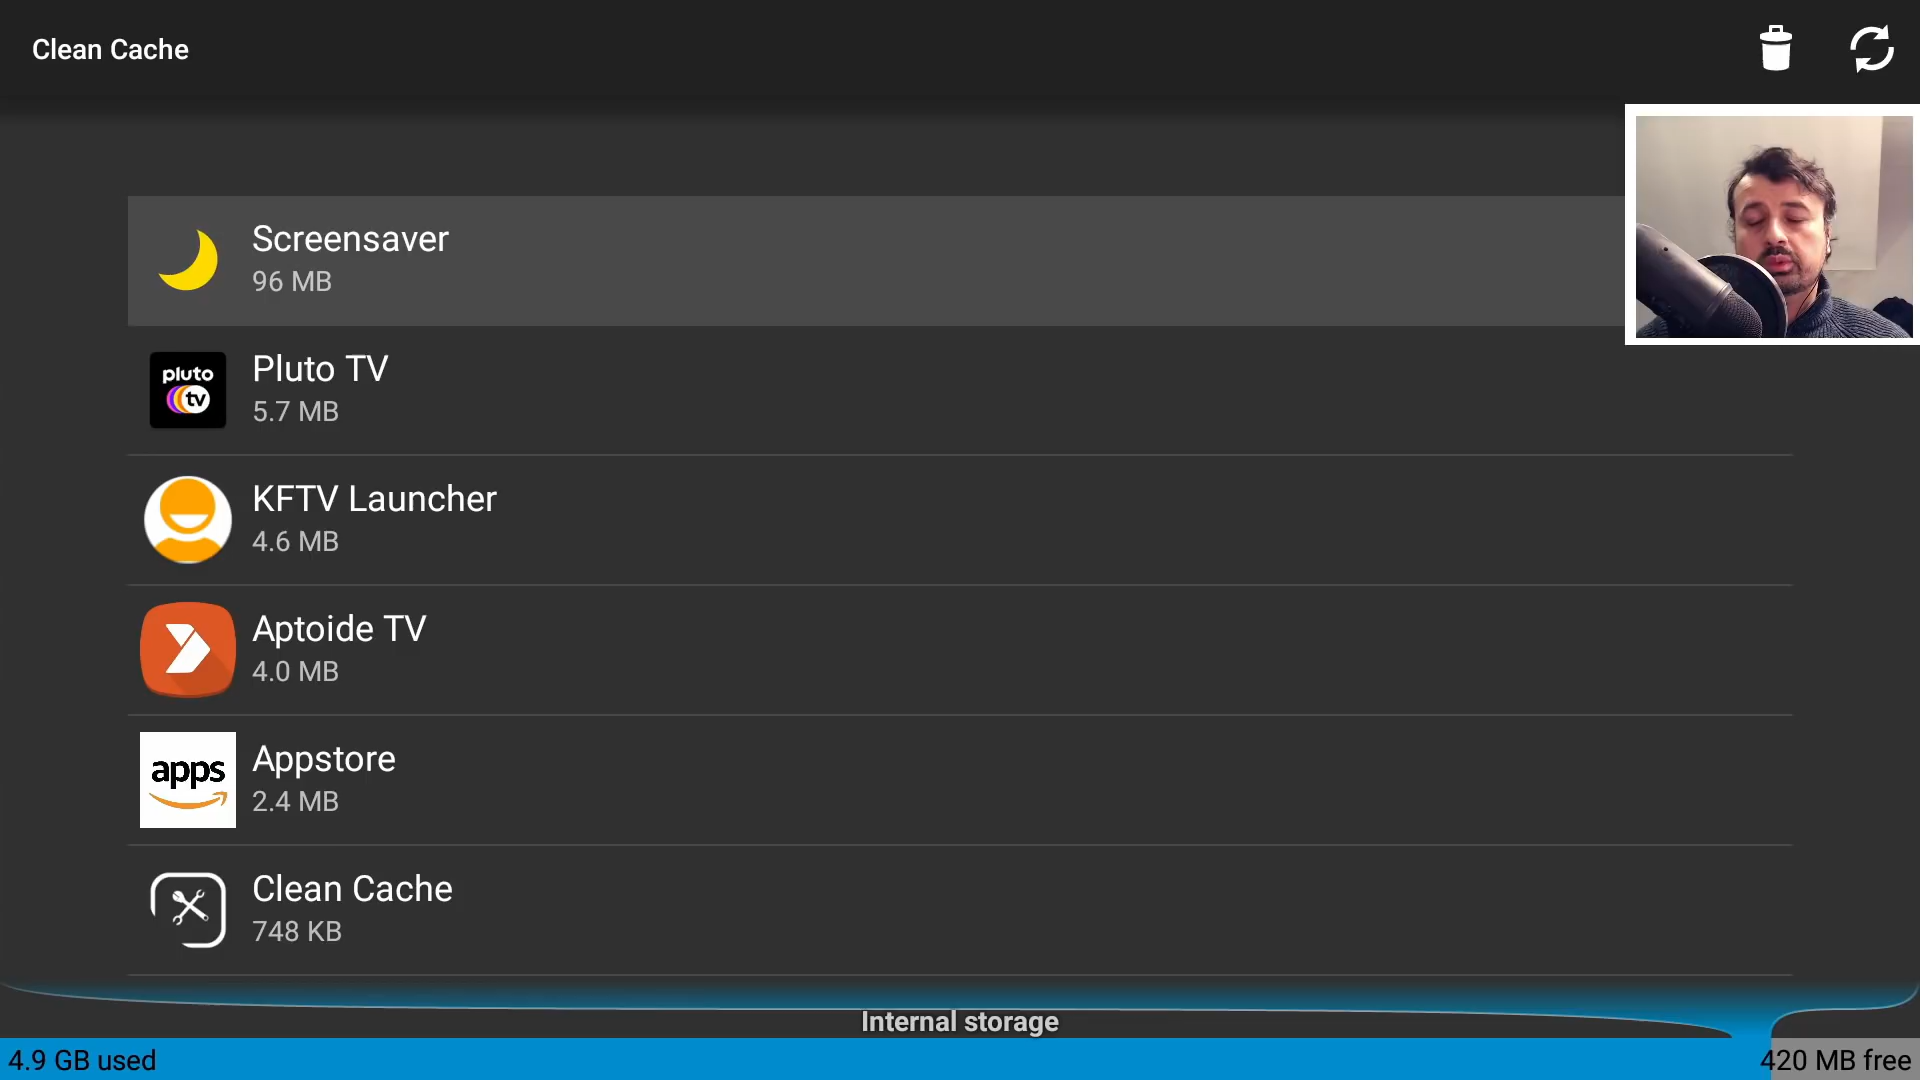 Clean Cache
Screensaver
96 MB
pluto
tv
Pluto TV
5.7 MB
KFTV Launcher
4.6 MB
Aptoide TV
4.0 MB
apps
Appstore
2.4 MB
Clean Cache
748 KB
Internal storage
4.9 GB used
420 MB free